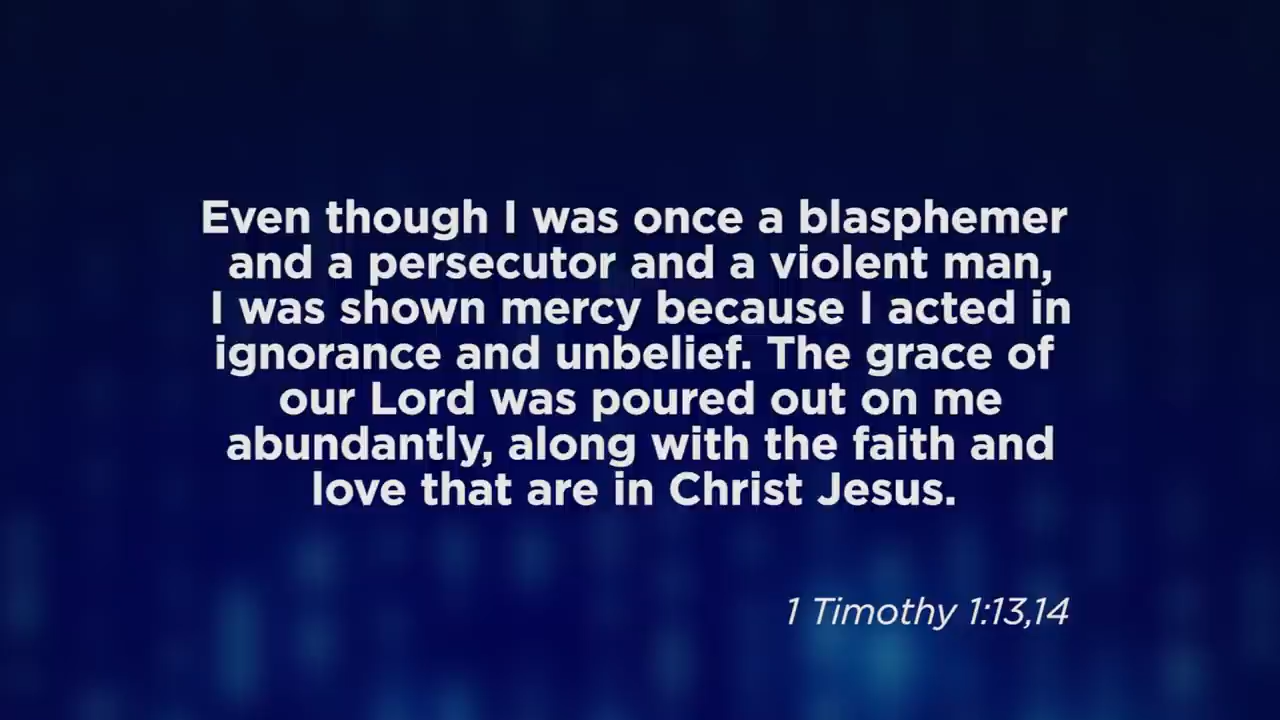 Even though I was once a blasphemer
and a persecutor and a violent man,
I was shown mercy because I acted in
ignorance and unbelief. The grace of
our Lord was poured out on me
abundantly, along with the faith and
love that are in Christ Jesus.
1 Timothy 1:13,14